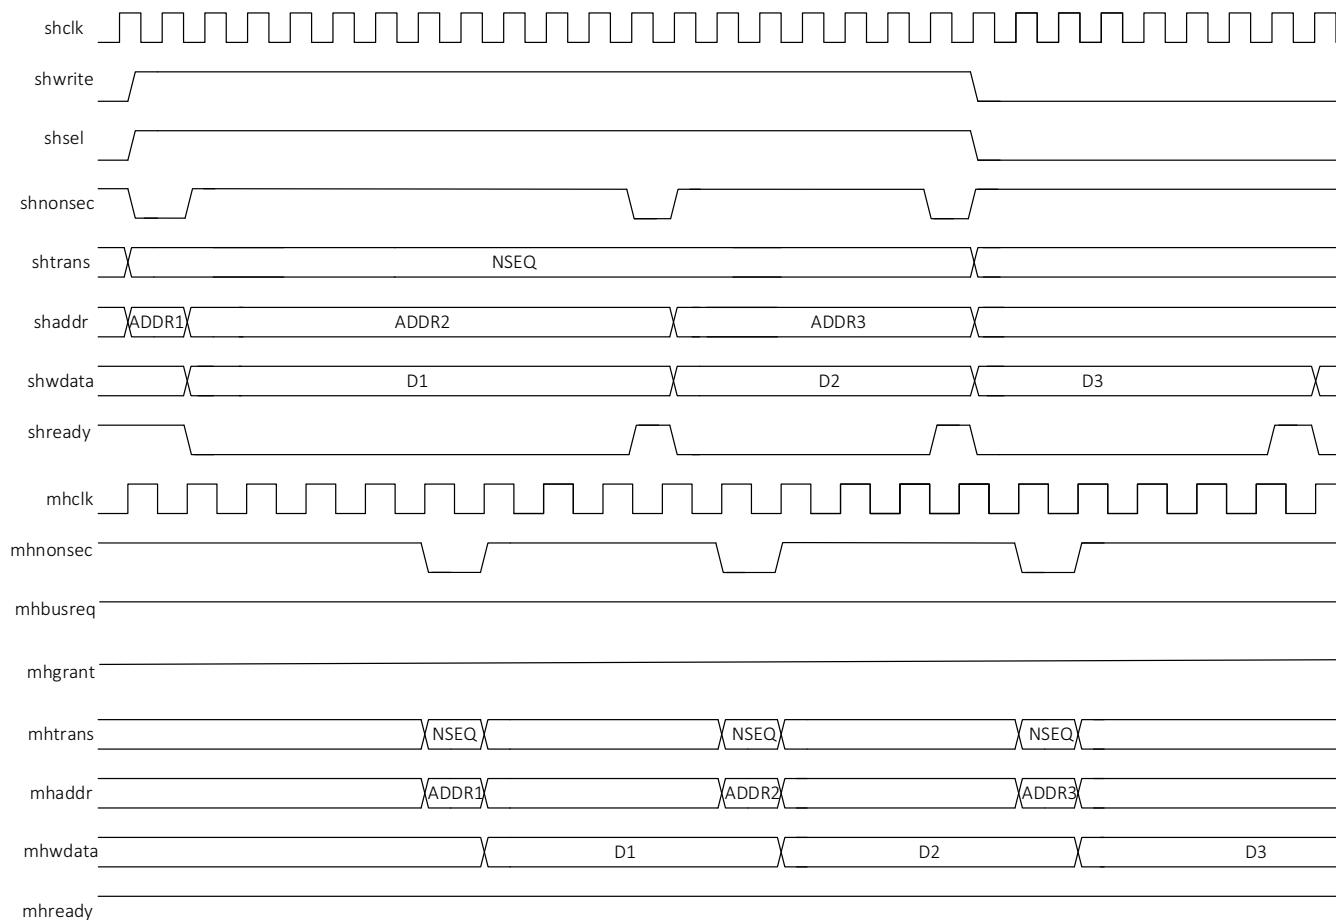 shclk
shwrite
shsel
shnonsec
shtrans NSEQ
shaddr ADDR1 ADDR2 ADDR3
shwdata D1 D2 D3
shready
mhclk
mhnonsec
mhbusreq
mhgrant
mhtrans NSEQ NSEQ NSEQ
mhaddr ADDR1 ADDR2 ADDR3
mhwdata D1 D2 D3
mhready